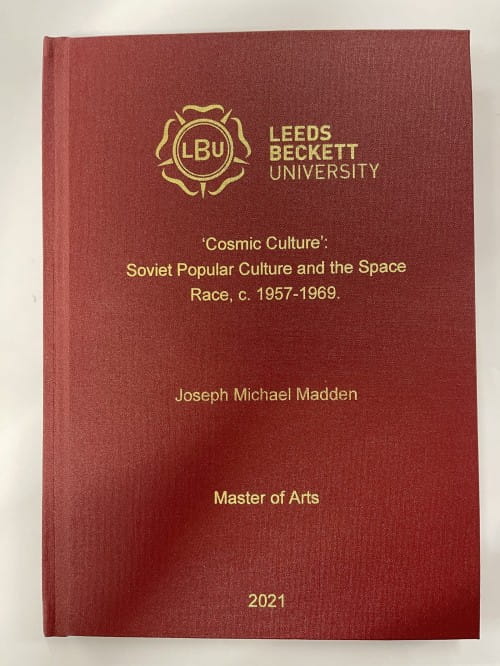 LBU
LEEDS
BECKETT
UNIVERSITY
‘Cosmic Culture’:
Soviet Popular Culture and the Space
Race, c. 1957-1969.
Joseph Michael Madden
Master of Arts
2021